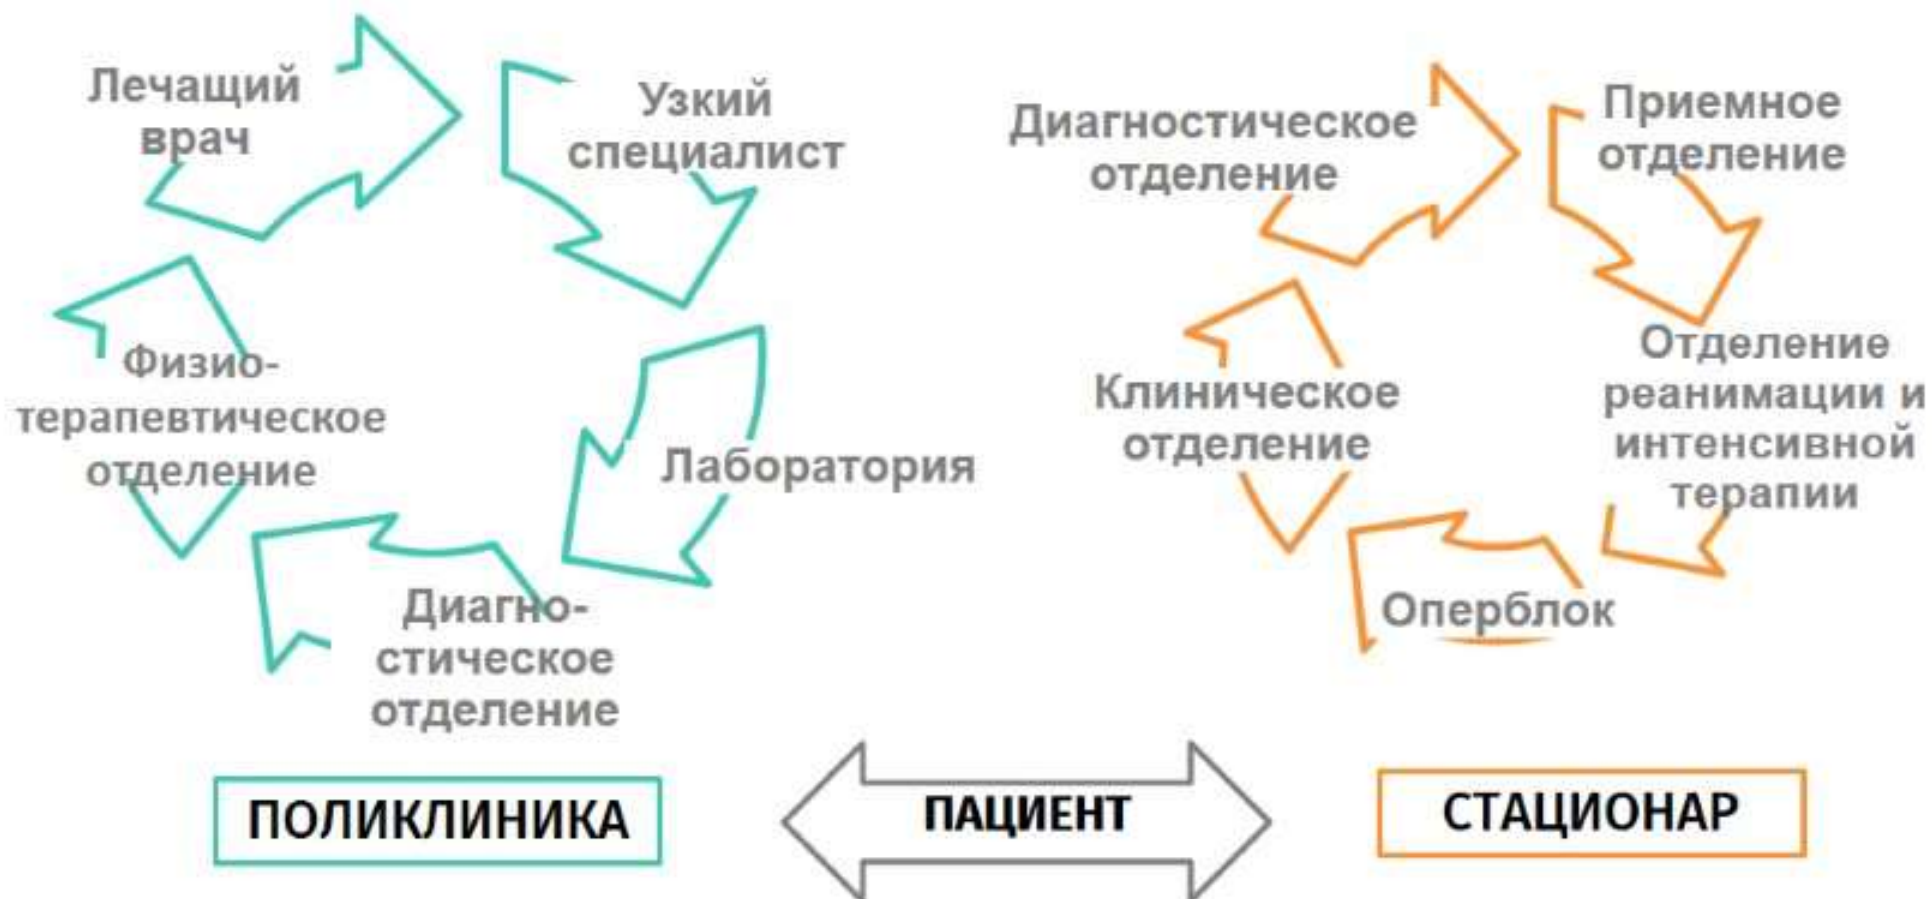 Лечащий
врач
Узкий
специалист
Лаборатория
Диагно-
стическое
отделение
Физио-
терапевтическое
отделение
ПОЛИКЛИНИКА
ПАЦИЕНТ
Диагностическое
отделение
Приемное
отделение
Отделение
реанимации и
интенсивной
терапии
Оперблок
Клиническое
отделение
СТАЦИОНАР